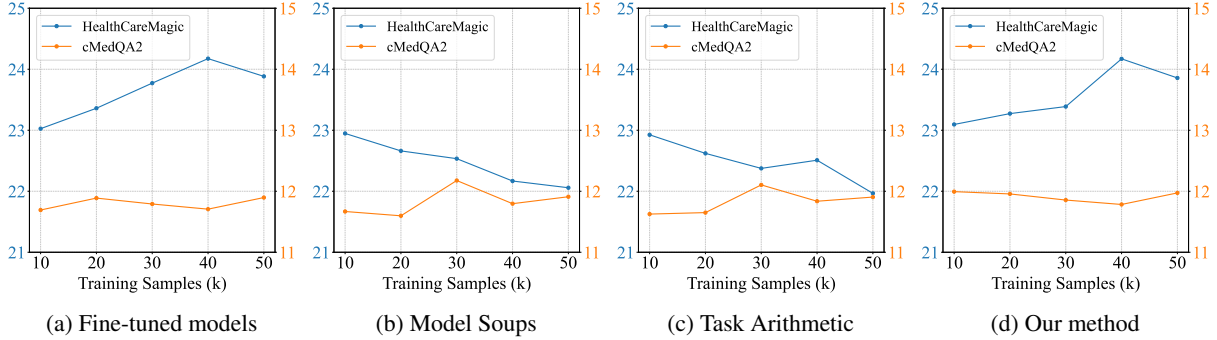 25
24
23
22
21
15
14
13
12
11
HealthCareMagic
cMedQA2
10 20 30 40 50
Training Samples (k)
(a) Fine-tuned models
25
24
23
22
21
15
14
13
12
11
HealthCareMagic
cMedQA2
10 20 30 40 50
Training Samples (k)
(b) Model Soups
25
24
23
22
21
15
14
13
12
11
HealthCareMagic
cMedQA2
10 20 30 40 50
Training Samples (k)
(c) Task Arithmetic
25
24
23
22
21
15
14
13
12
11
HealthCareMagic
cMedQA2
10 20 30 40 50
Training Samples (k)
(d) Our method